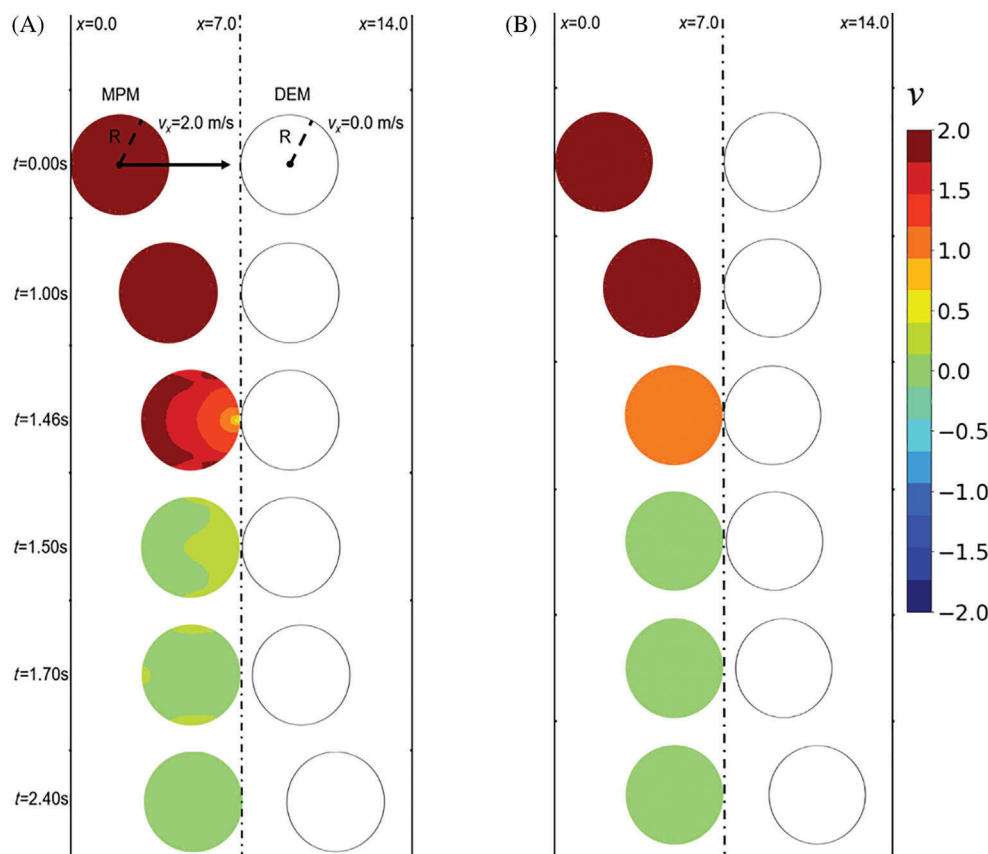 (A)
x=0.0
x=7.0
x=14.0
MPM
DEM
R
v_x=2.0 m/s
R
v_x=0.0 m/s
t=0.00s
t=1.00s
t=1.46s
t=1.50s
t=1.70s
t=2.40s
(B)
x=0.0
x=7.0
x=14.0
v
2.0
1.5
1.0
0.5
0.0
−0.5
−1.0
−1.5
−2.0